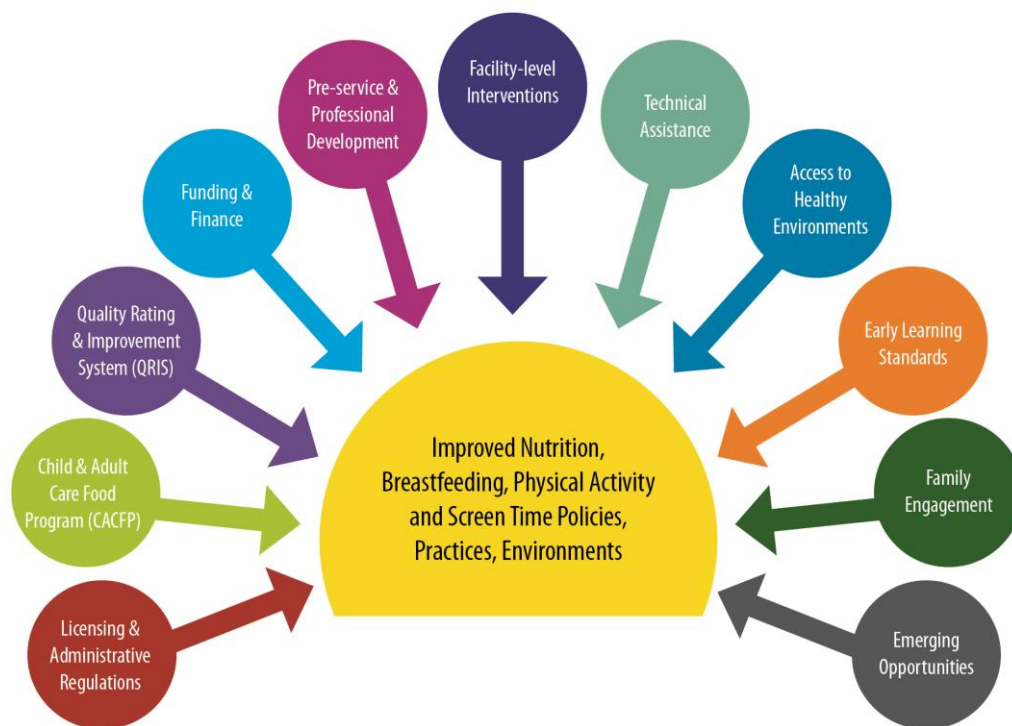 Facility-level
Interventions
Pre-service &
Professional
Development
Technical
Assistance
Funding &
Finance
Access to
Healthy
Environments
Quality Rating
& Improvement
System (QRIS)
Early Learning
Standards
Child & Adult
Care Food
Program (CACFP)
Family
Engagement
Licensing &
Administrative
Regulations
Emerging
Opportunities
Improved Nutrition,
Breastfeeding, Physical Activity
and Screen Time Policies,
Practices, Environments